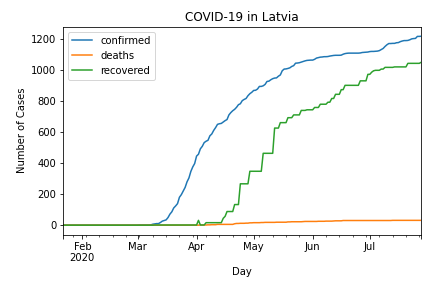 COVID-19 in Latvia
confirmed
deaths
recovered
Number of Cases
1200
1000
800
600
400
200
0
Feb Mar Apr May Jun Jul
2020
Day